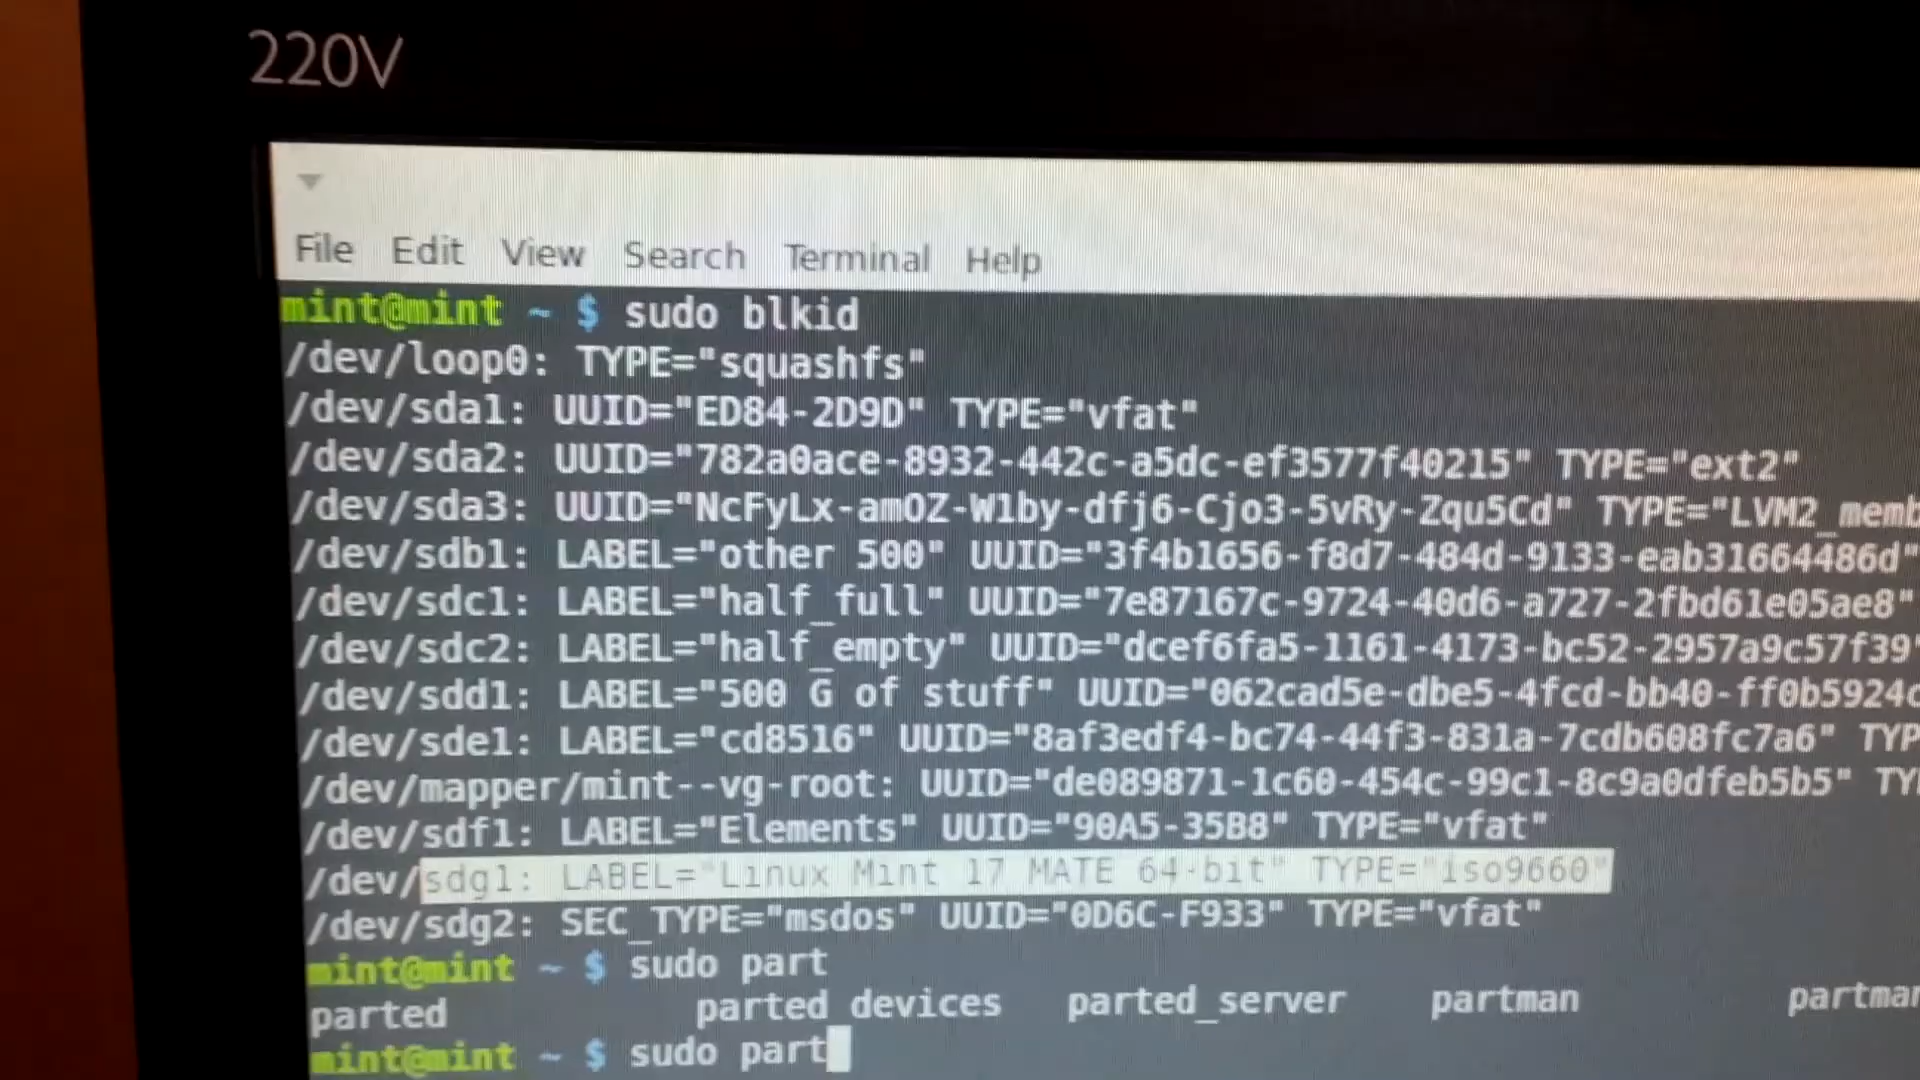 220V
File Edit View Search Terminal Help
mint@mint ~ $ sudo blkid
/dev/loop0: TYPE="squashfs"
/dev/sda1: UUID="ED84-2D9D" TYPE="vfat"
/dev/sda2: UUID="782a0ace-8932-442c-a5dc-ef3577f40215" TYPE="ext2"
/dev/sda3: UUID="NcFyLx-amOZ-W1by-dfj6-Cjo3-5vRy-Zqu5Cd" TYPE="LVM2_memb
/dev/sdb1: LABEL="other 500" UUID="3f4b1656-f8d7-484d-9133-eab31664486d"
/dev/sdc1: LABEL="half_full" UUID="7e87167c-9724-40d6-a727-2fbd61e05ae8"
/dev/sdc2: LABEL="half_empty" UUID="dcef6fa5-1161-4173-bc52-2957a9c57f39"
/dev/sdd1: LABEL="500 G of stuff" UUID="062cad5e-dbe5-4fcd-bb40-ff0b5924c
/dev/sde1: LABEL="cd8516" UUID="8af3edf4-bc74-44f3-831a-7cdb608fc7a6" TYP
/dev/mapper/mint--vg-root: UUID="de089871-1c60-454c-99c1-8c9a0dfeb5b5" TY
/dev/sdf1: LABEL="Elements" UUID="90A5-35B8" TYPE="vfat"
/dev/sdg1: LABEL="Linux Mint 17 MATE 64-bit" TYPE="iso9660"
/dev/sdg2: SEC_TYPE="msdos" UUID="0D6C-F933" TYPE="vfat"
mint@mint ~ $ sudo part
parted parted_devices parted_server partman partman
mint@mint ~ $ sudo part